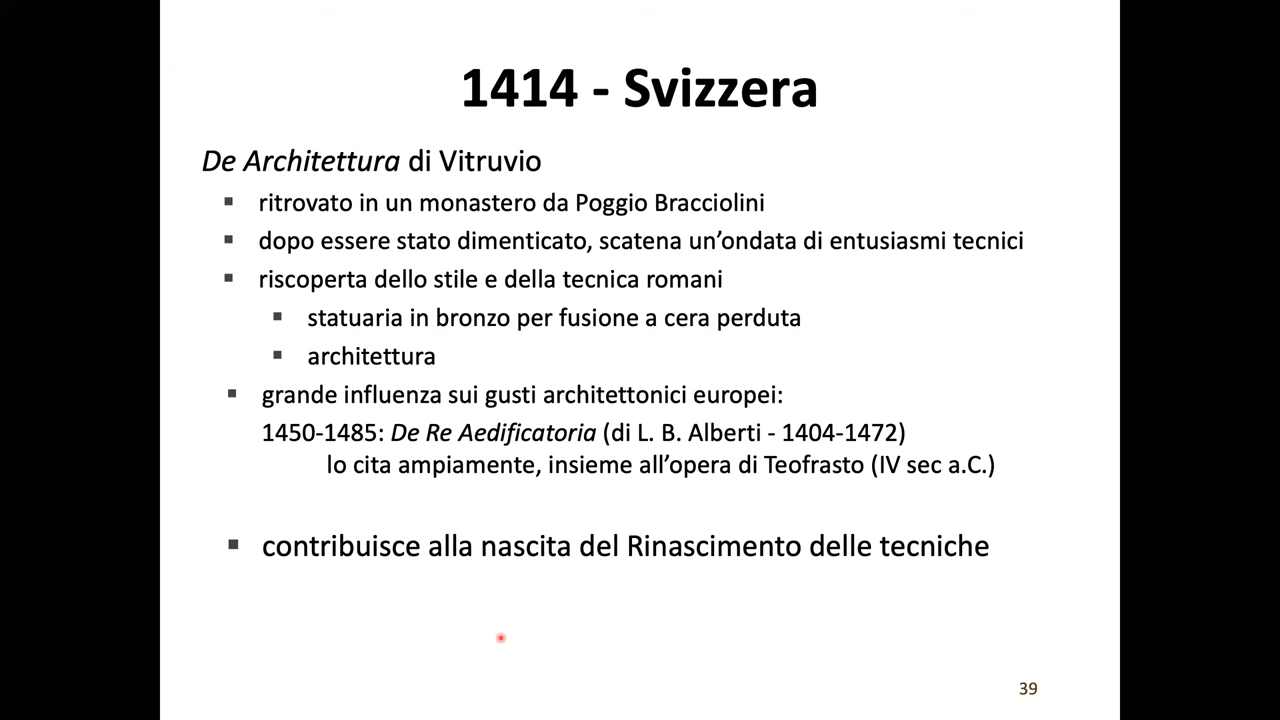 1414 - Svizzera
De Architettura di Vitruvio
▪ ritrovato in un monastero da Poggio Bracciolini
▪ dopo essere stato dimenticato, scatena un’ondata di entusiasmi tecnici
▪ riscoperta dello stile e della tecnica romani
▪ statuaria in bronzo per fusione a cera perduta
▪ architettura
▪ grande influenza sui gusti architettonici europei:
1450-1485: De Re Aedificatoria (di L. B. Alberti - 1404-1472)
lo cita ampiamente, insieme all’opera di Teofrasto (IV sec a.C.)
▪ contribuisce alla nascita del Rinascimento delle tecniche
39